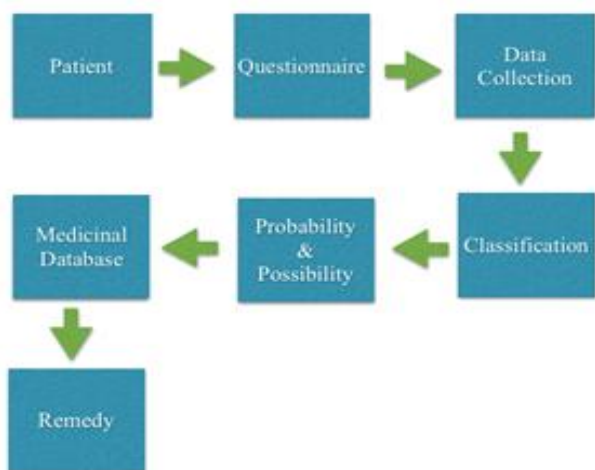 Patient
Questionnaire
Data
Collection
Classification
Probability
&
Possibility
Medicinal
Database
Remedy